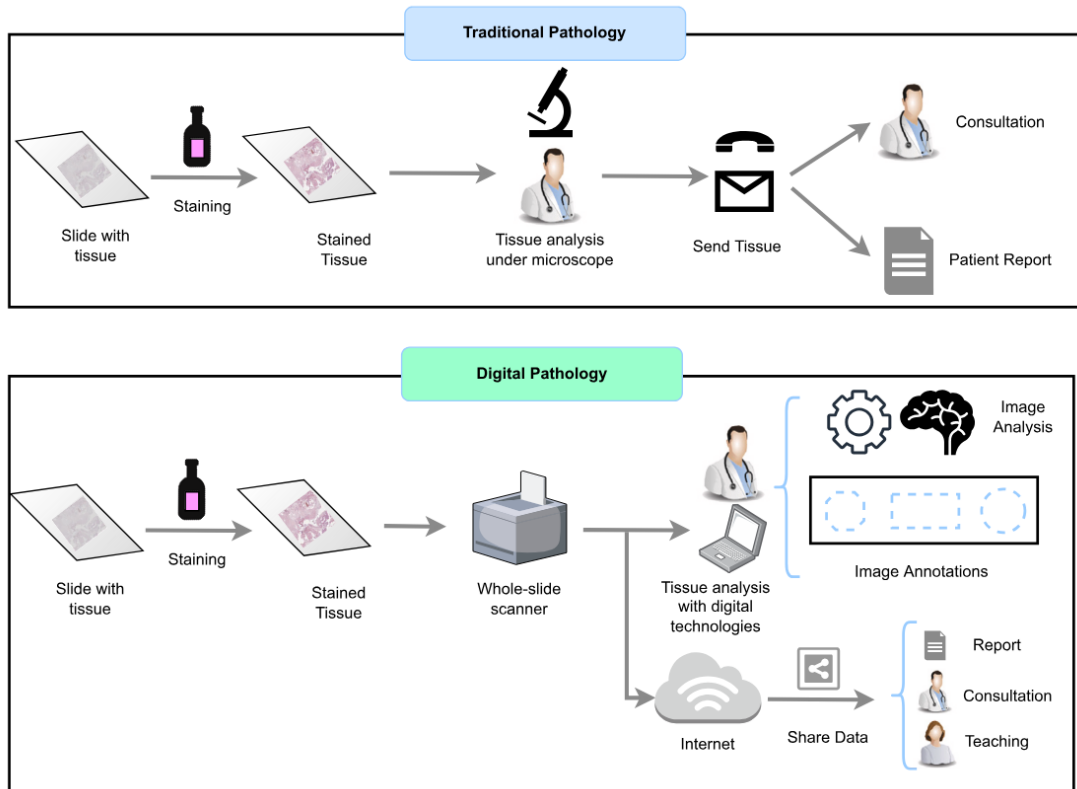 Traditional Pathology
Staining
Slide with
tissue
Stained
Tissue
Tissue analysis
under microscope
Send Tissue
Consultation
Patient Report
Digital Pathology
Staining
Slide with
tissue
Stained
Tissue
Whole-slide
scanner
Tissue analysis
with digital
technologies
Image
Analysis
Image Annotations
Internet
Share Data
Report
Consultation
Teaching